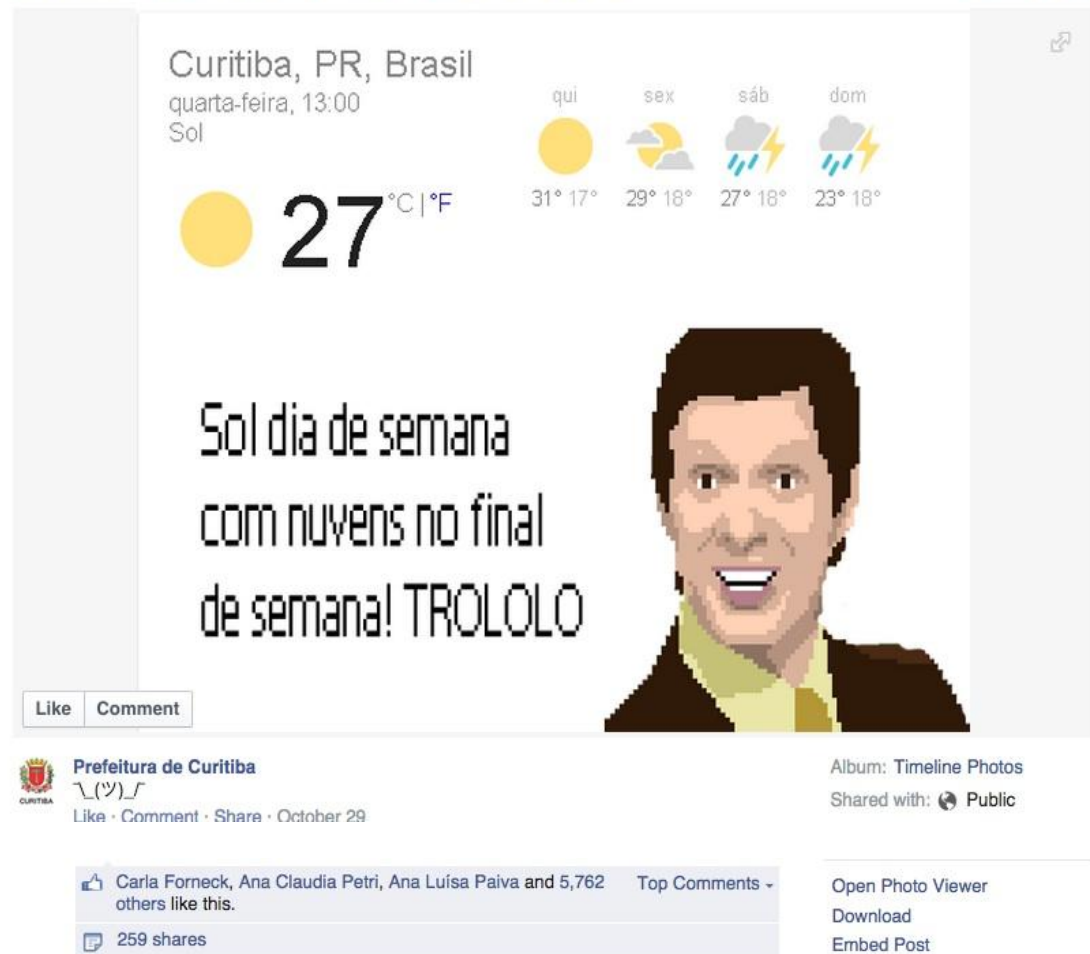 Curitiba, PR, Brasil
quarta-feira, 13:00
Sol
qui sex sáb dom
27 °C | °F
31° 17° 29° 18° 27° 18° 23° 18°
Sol dia de semana
com nuvens no final
de semana! TROLOLO
Like Comment
CURITIBA
Prefeitura de Curitiba
¯\_(ツ)_/¯
Like · Comment · Share · October 29
Album: Timeline Photos
Shared with: Public
Carla Forneck, Ana Claudia Petri, Ana Luísa Paiva and 5,762
others like this.
Top Comments
259 shares
Open Photo Viewer
Download
Embed Post